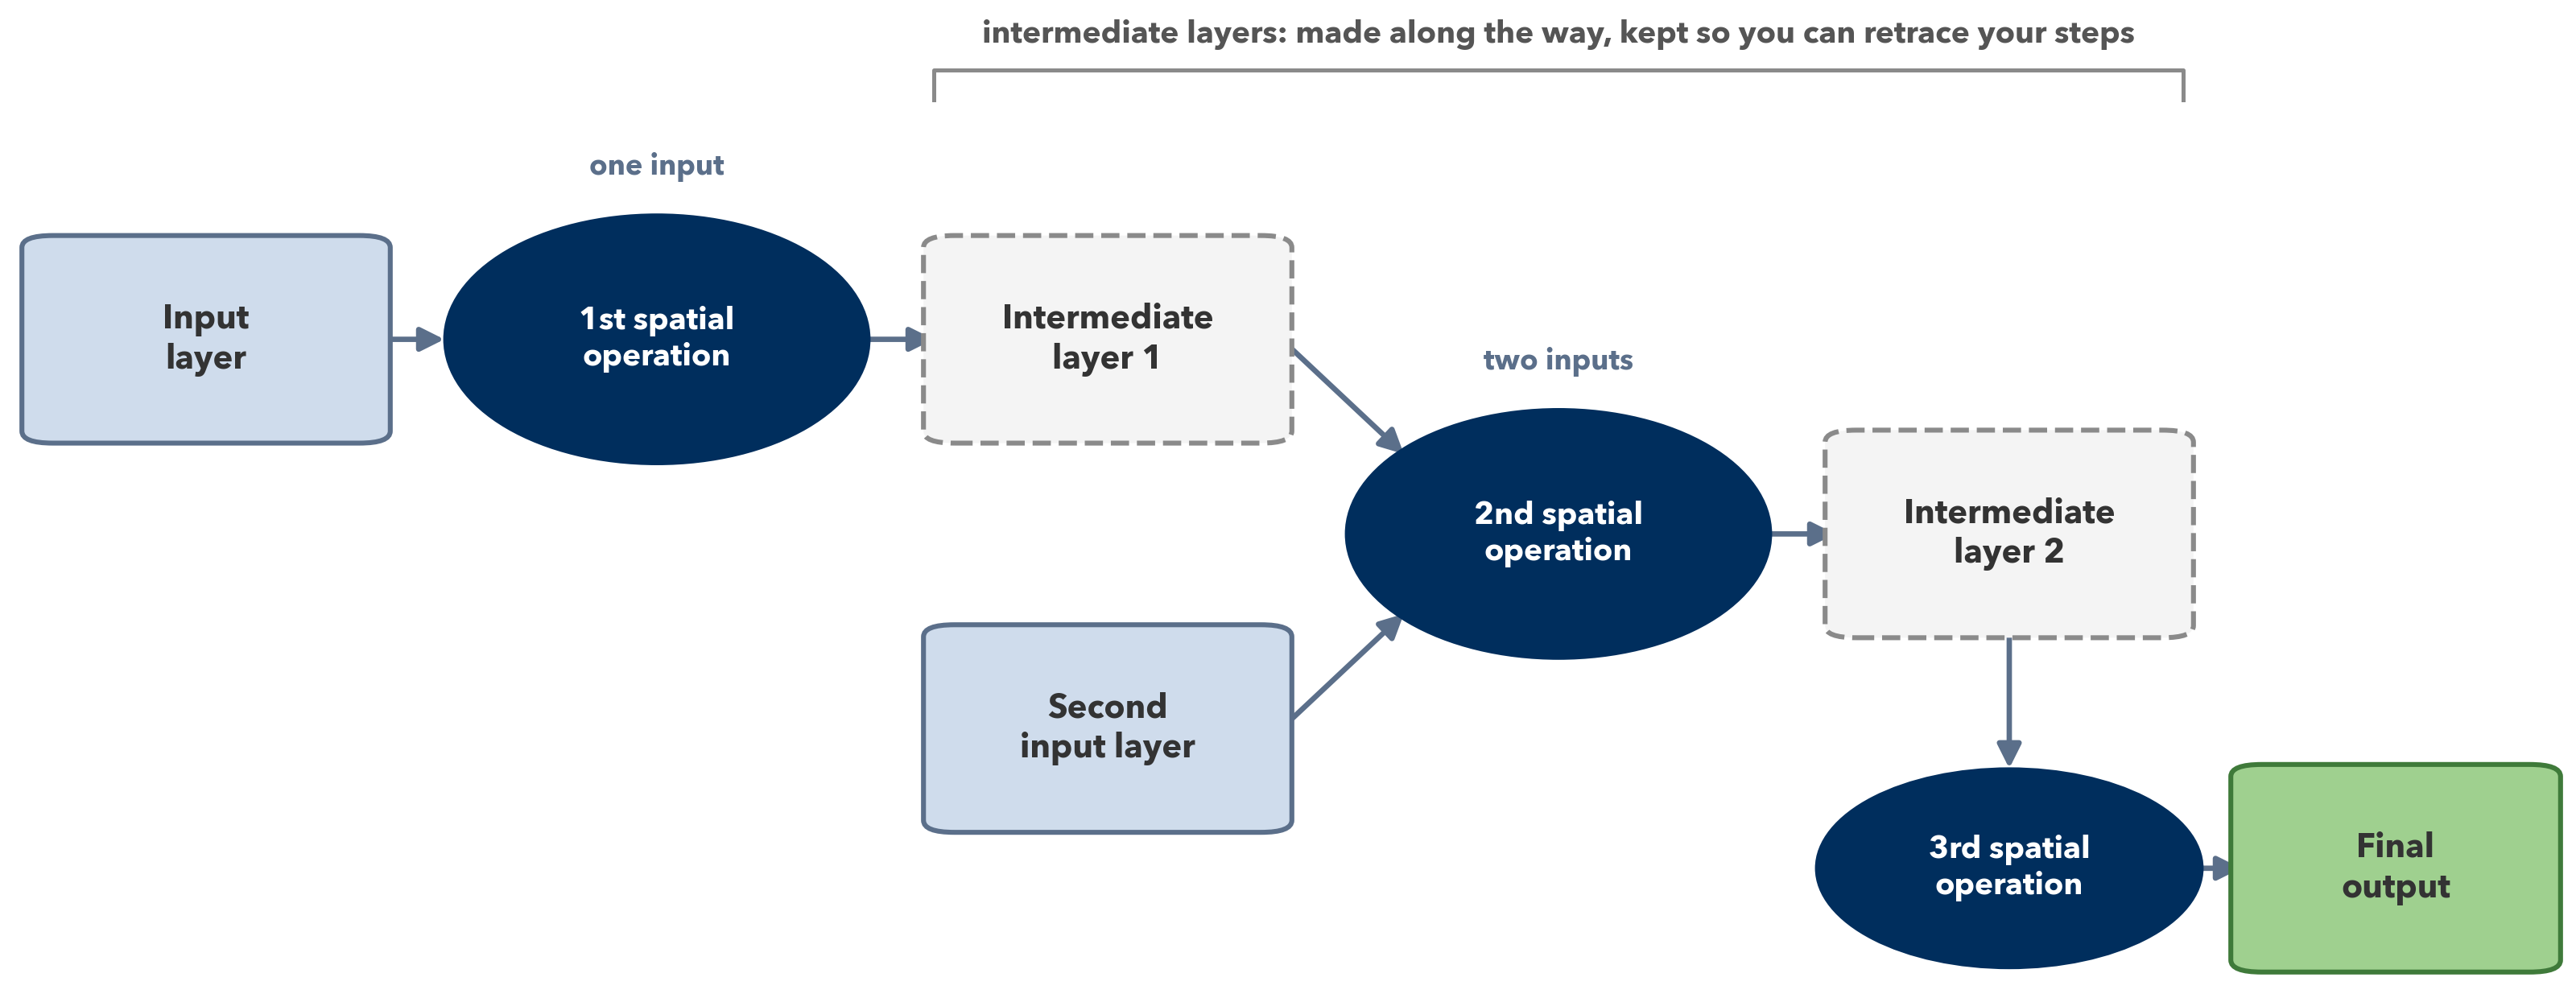 intermediate layers: made along the way, kept so you can retrace your steps
one input
Input
layer
1st spatial
operation
Intermediate
layer 1
two inputs
2nd spatial
operation
Intermediate
layer 2
Second
input layer
3rd spatial
operation
Final
output